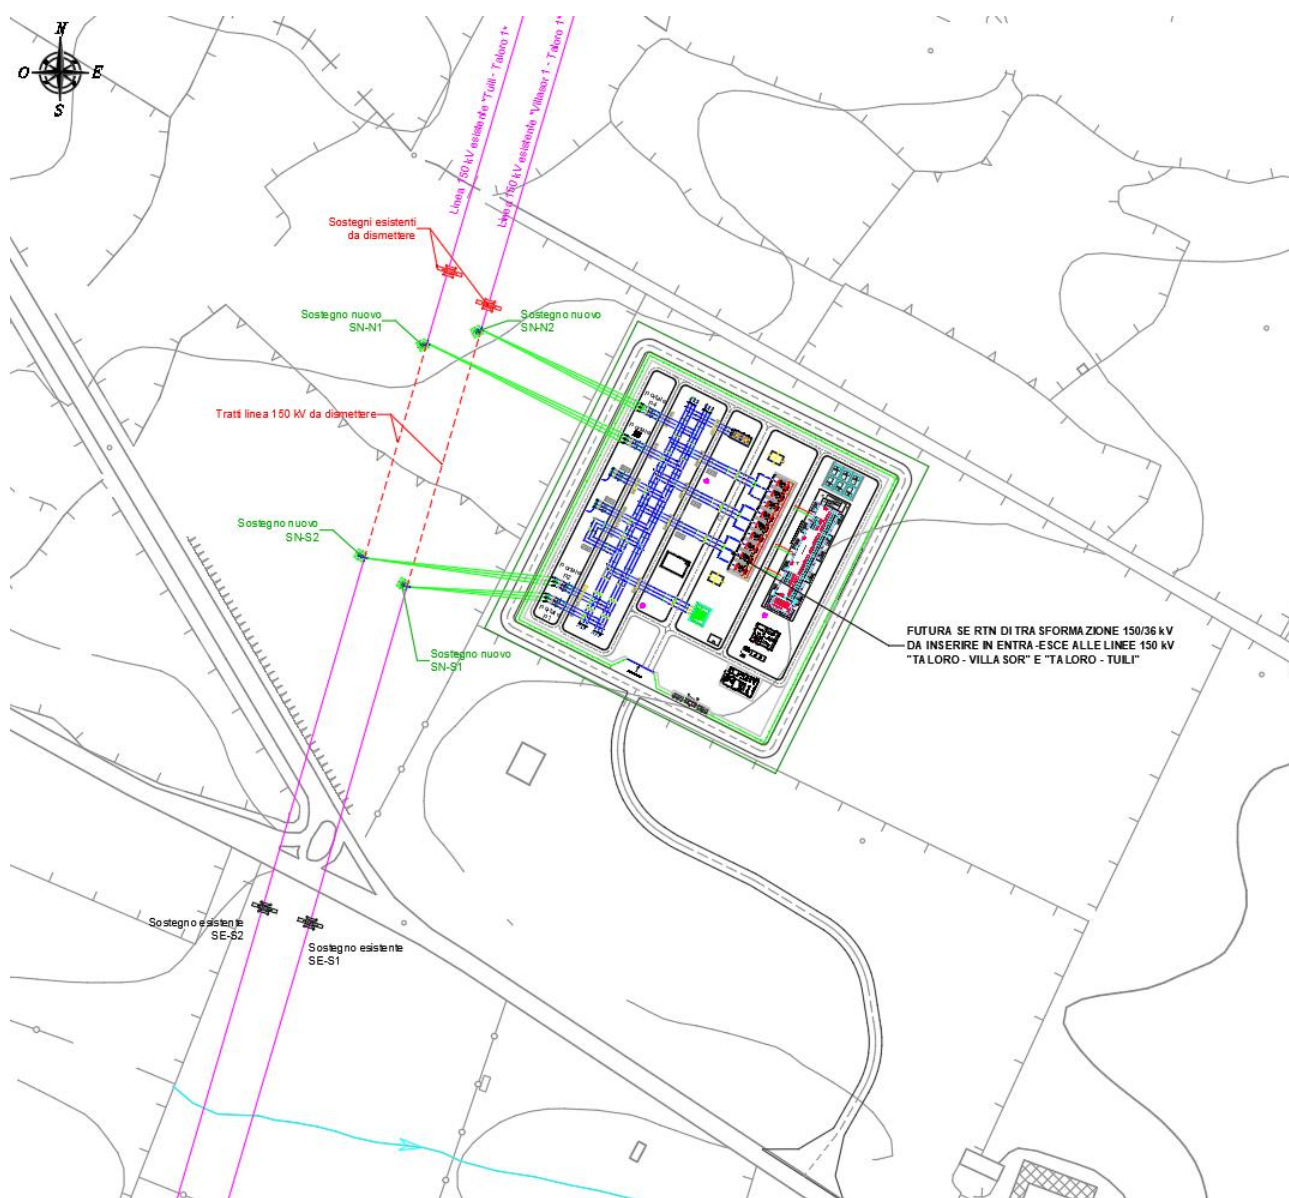 N
O E
S
Linea 150 kV esistente "Tuili - Taloro 1"
Linea 150 kV esistente "Villasor 1 - Taloro 1"
Sostegni esistenti
da dismettere
Sostegno nuovo
SN-N1
Sostegno nuovo
SN-N2
Tratti linea 150 kV da dismettere
Sostegno nuovo
SN-S2
Sostegno nuovo
SN-S1
FUTURA SE RTN DI TRASFORMAZIONE 150/36 kV
DA INSERIRE IN ENTRA-ESCE ALLE LINEE 150 kV
"TALORO - VILLASOR" E "TALORO - TUILI"
Sostegno esistente
SE-S2
Sostegno esistente
SE-S1